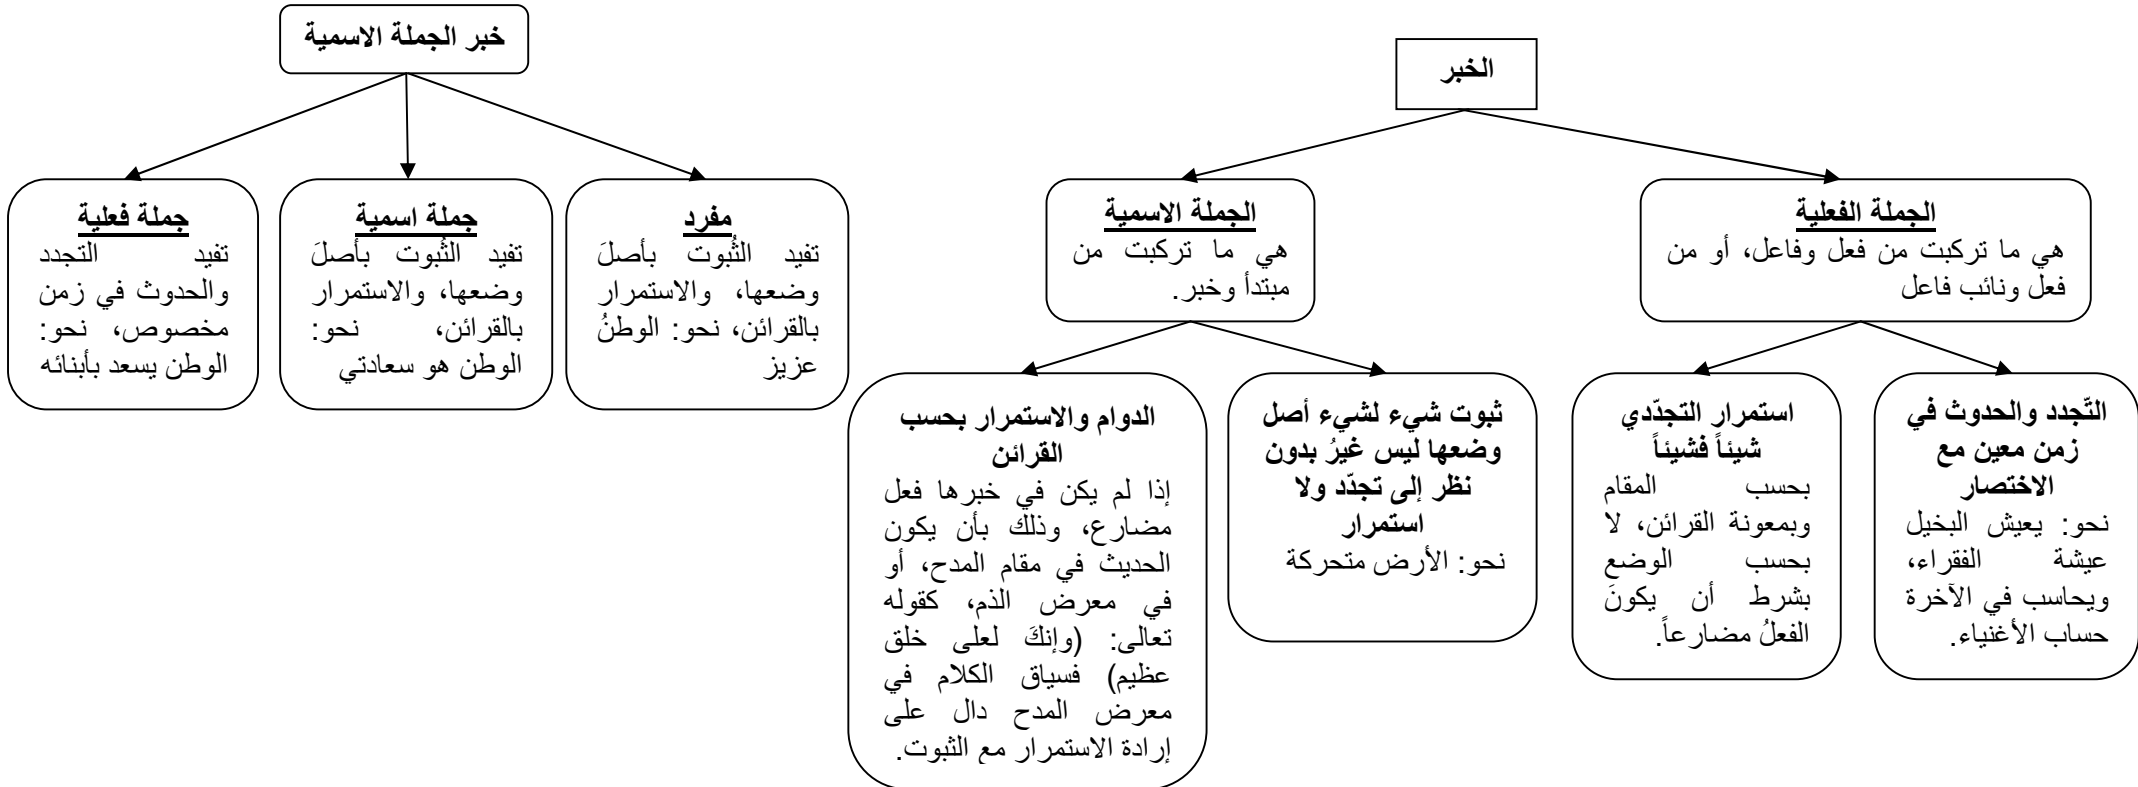 الخبر
الجملة الفعلية
هي ما تركبت من فعل وفاعل، أو من
فعل ونائب فاعل
التّجدد والحدوث في
زمن معين مع
الاختصار
نحو: يعيش البخيل
عيشة الفقراء،
ويحاسب في الآخرة
حساب الأغنياء.
استمرار التجدّدي
شيئاً فشيئاً
بحسب المقام
وبمعونة القرائن، لا
بحسب الوضع
بشرط أن يكونَ
الفعلُ مضارعاً.
الجملة الاسمية
هي ما تركبت من
مبتدأ وخبر.
ثبوت شيء لشيء أصل
وضعها ليس غيرُ بدون
نظر إلى تجدّد ولا
استمرار
نحو: الأرض متحركة
الدوام والاستمرار بحسب
القرائن
إذا لم يكن في خبرها فعل
مضارع، وذلك بأن يكون
الحديث في مقام المدح، أو
في معرض الذم، كقوله
تعالى: (وإنكَ لعلى خلق
عظيم) فسياق الكلام في
معرض المدح دال على
إرادة الاستمرار مع الثبوت.
خبر الجملة الاسمية
مفرد
تفيد الثُبوت بأصلَ
وضعها، والاستمرار
بالقرائن، نحو: الوطنُ
عزيز
جملة اسمية
تفيد الثُبوت بأصلَ
وضعها، والاستمرار
بالقرائن، نحو:
الوطن هو سعادتي
جملة فعلية
تفيد التجدد
والحدوث في زمن
مخصوص، نحو:
الوطن يسعد بأبنائه